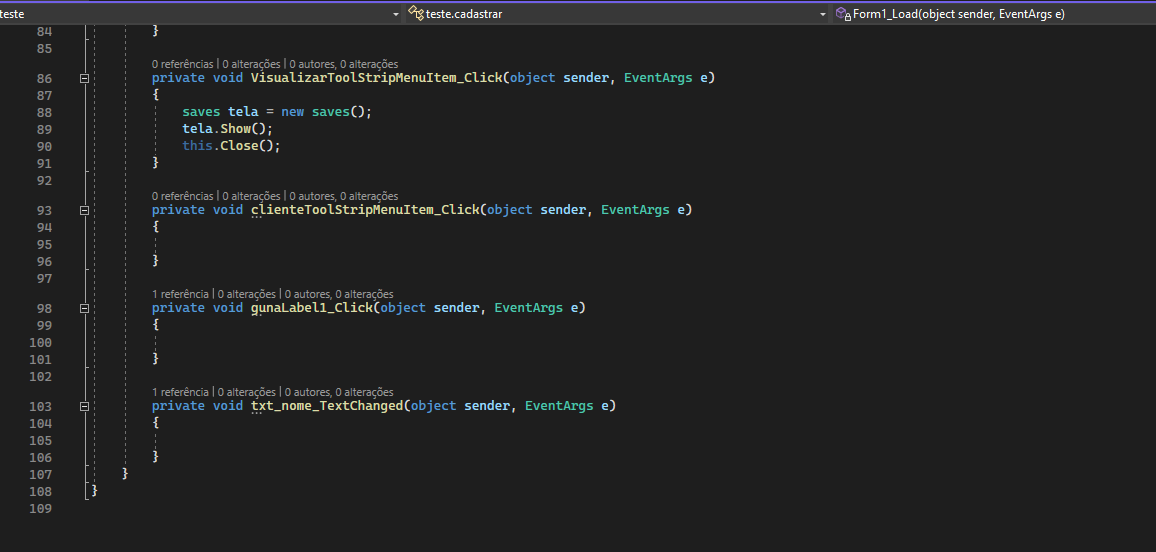 teste teste.cadastrar Form1_Load(object sender, EventArgs e)
84 }
85
0 referências | 0 alterações | 0 autores, 0 alterações
86 private void VisualizarToolStripMenuItem_Click(object sender, EventArgs e)
87 {
88 saves tela = new saves();
89 tela.Show();
90 this.Close();
91 }
92
0 referências | 0 alterações | 0 autores, 0 alterações
93 private void clienteToolStripMenuItem_Click(object sender, EventArgs e)
94 {
95
96 }
97
1 referência | 0 alterações | 0 autores, 0 alterações
98 private void gunaLabel1_Click(object sender, EventArgs e)
99 {
100
101 }
102
1 referência | 0 alterações | 0 autores, 0 alterações
103 private void txt_nome_TextChanged(object sender, EventArgs e)
104 {
105
106 }
107 }
108 }
109